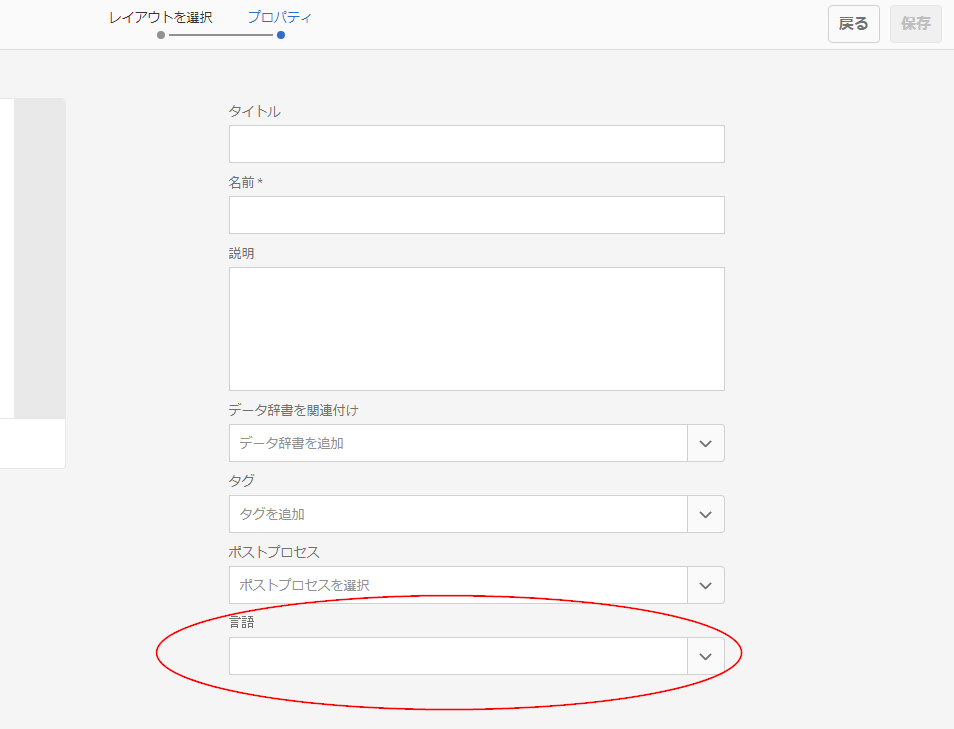 レイアウトを選択
プロパティ
戻る
保存
タイトル
名前 *
説明
データ辞書を関連付け
データ辞書を追加
タグ
タグを追加
ポストプロセス
ポストプロセスを選択
言語